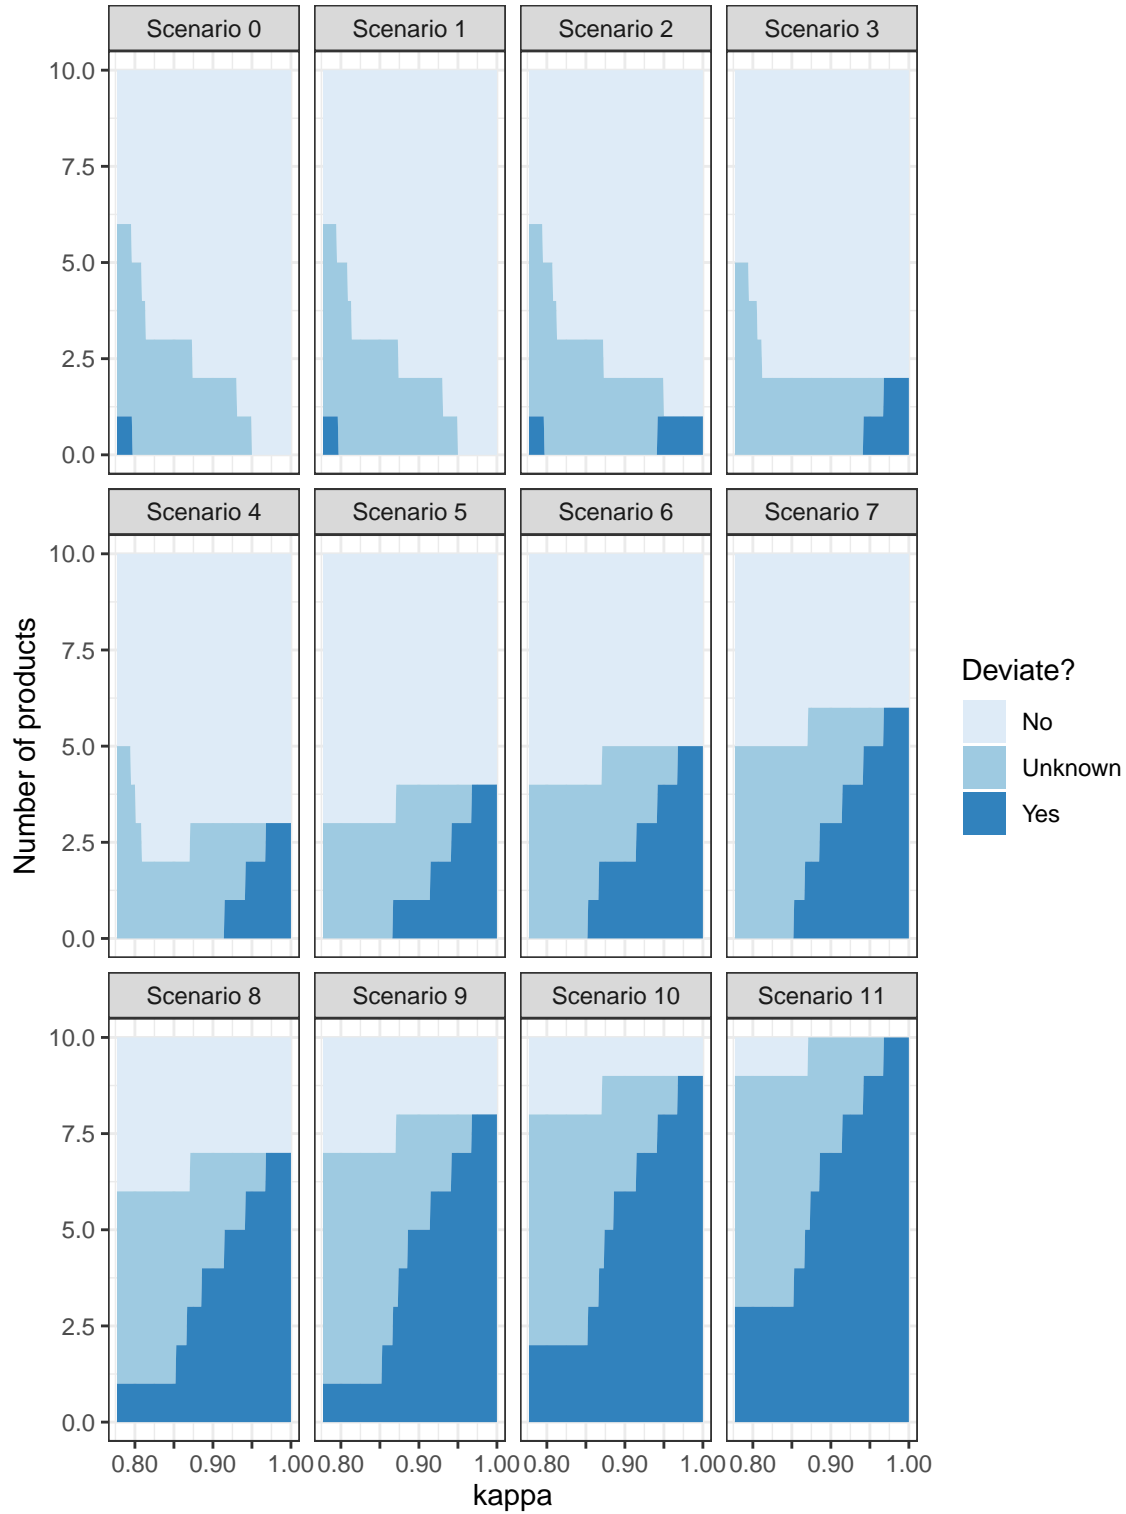 Scenario 0 Scenario 1 Scenario 2 Scenario 3
10.0
7.5
5.0
2.5
0.0
Scenario 4 Scenario 5 Scenario 6 Scenario 7
10.0
7.5
5.0
2.5
0.0
Scenario 8 Scenario 9 Scenario 10 Scenario 11
10.0
7.5
5.0
2.5
0.0
0.80 0.90 1.00 0.80 0.90 1.00 0.80 0.90 1.00 0.80 0.90 1.00
kappa
Number of products
Deviate?
No
Unknown
Yes